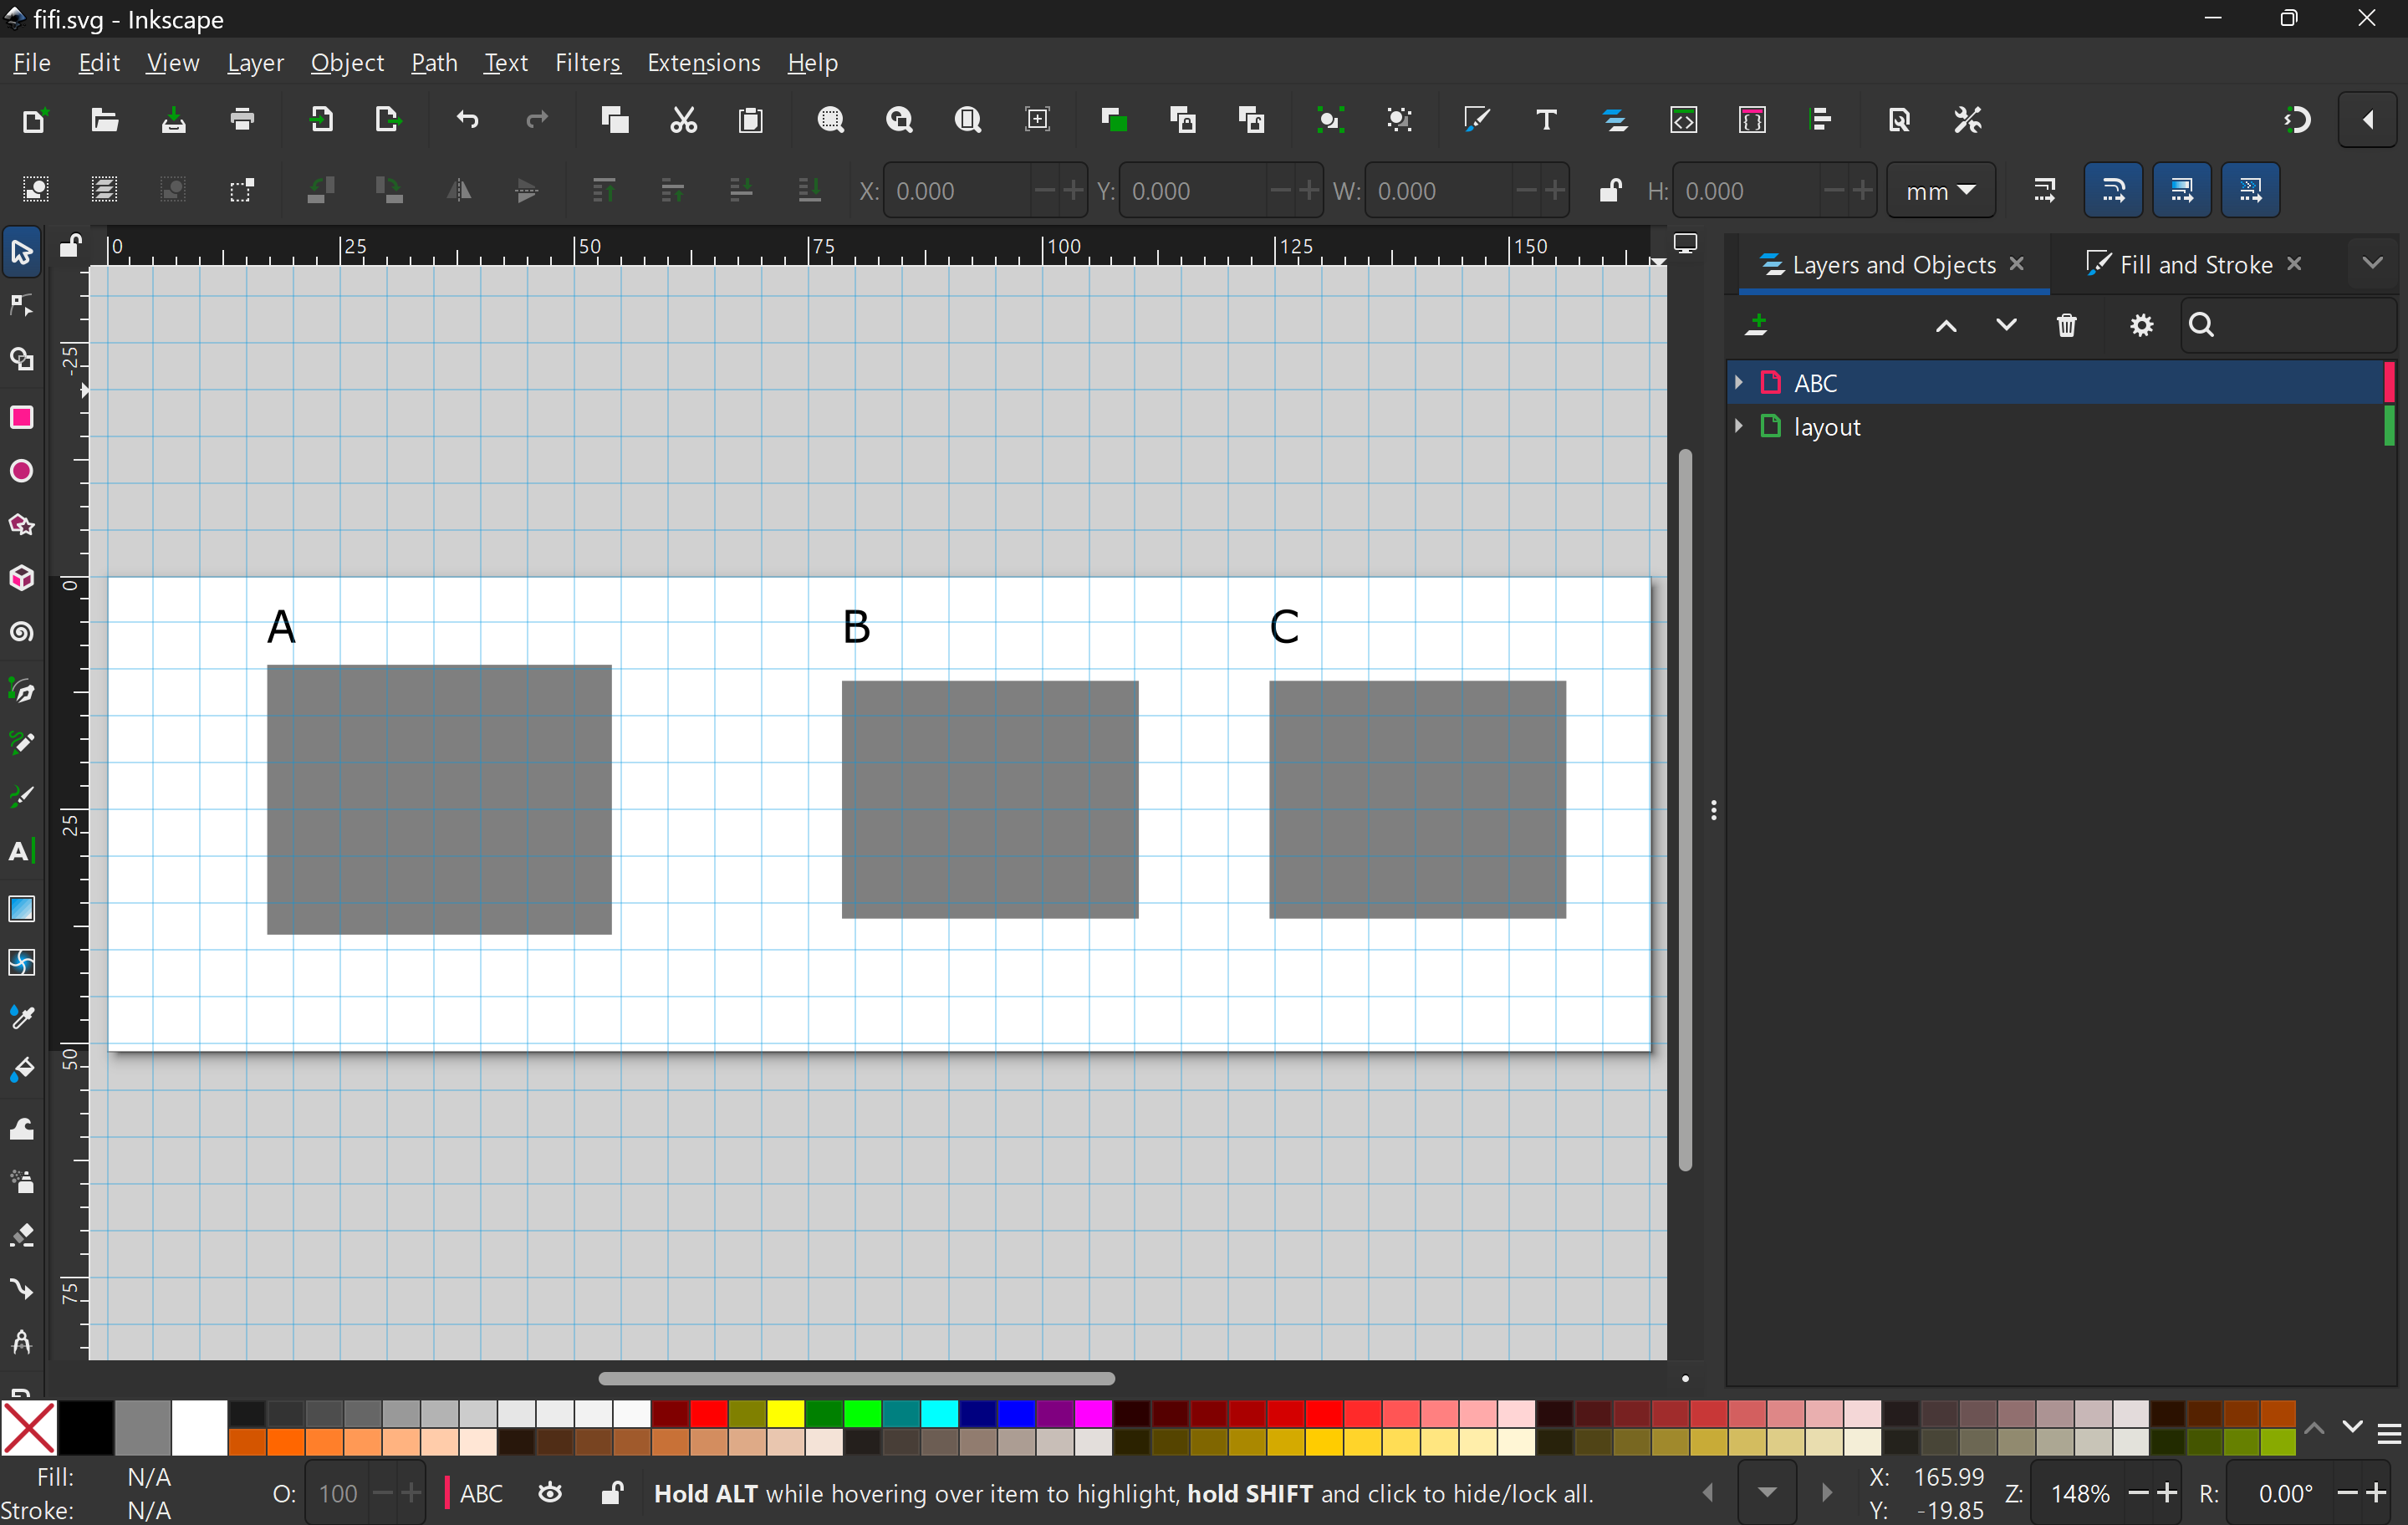 fifi.svg - Inkscape
File Edit View Layer Object Path Text Filters Extensions Help
X: 0.000 Y: 0.000 W: 0.000 H: 0.000 mm
0 25 50 75 100 125 150
Layers and Objects Fill and Stroke
ABC
layout
-25
0
25
50
75
A B C
Fill: N/A
Stroke: N/A
O: 100
ABC
Hold ALT while hovering over item to highlight, hold SHIFT and click to hide/lock all.
X: 165.99
Y: -19.85
Z: 148%
R: 0.00°